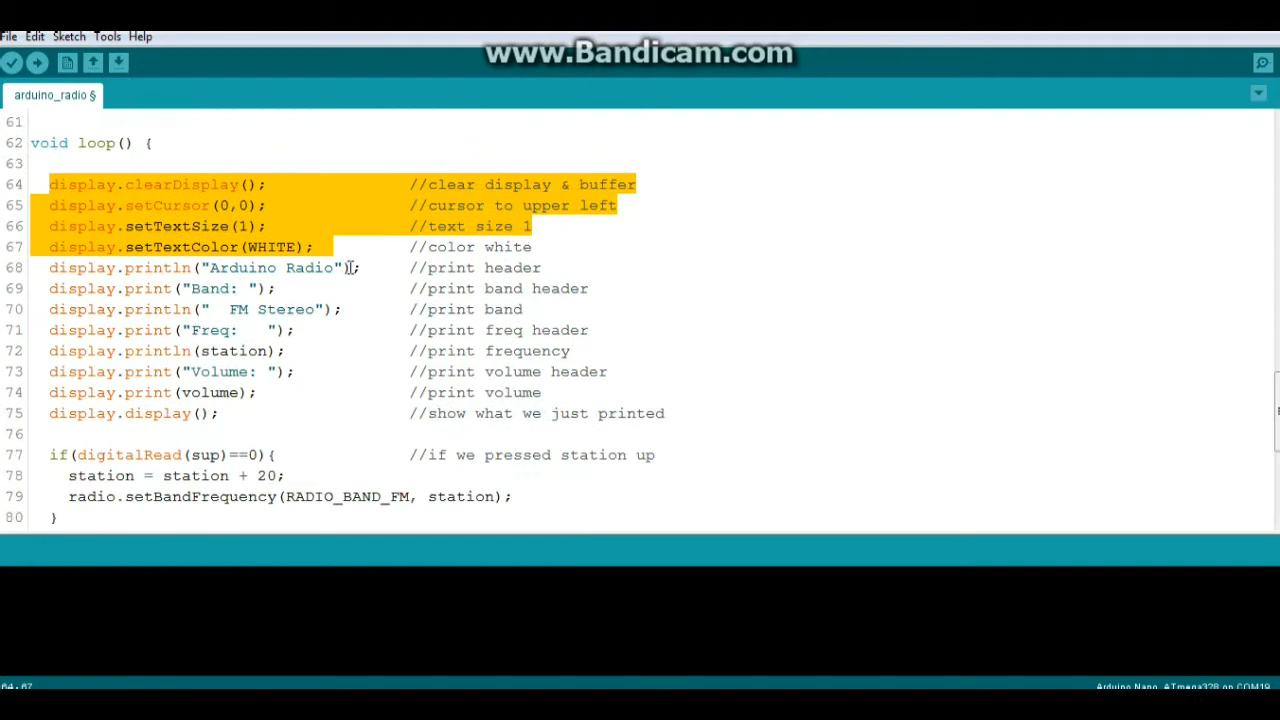 www.Bandicam.com
File Edit Sketch Tools Help
arduino_radio §
61
62 void loop() {
63
64 display.clearDisplay(); //clear display & buffer
65 display.setCursor(0,0); //cursor to upper left
66 display.setTextSize(1); //text size 1
67 display.setTextColor(WHITE); //color white
68 display.println("Arduino Radio"); //print header
69 display.print("Band: "); //print band header
70 display.println("  FM Stereo"); //print band
71 display.print("Freq:   "); //print freq header
72 display.println(station); //print frequency
73 display.print("Volume: "); //print volume header
74 display.print(volume); //print volume
75 display.display(); //show what we just printed
76
77 if(digitalRead(sup)==0){ //if we pressed station up
78 station = station + 20;
79 radio.setBandFrequency(RADIO_BAND_FM, station);
80 }
64-67
Arduino Nano, ATmega328 on COM19